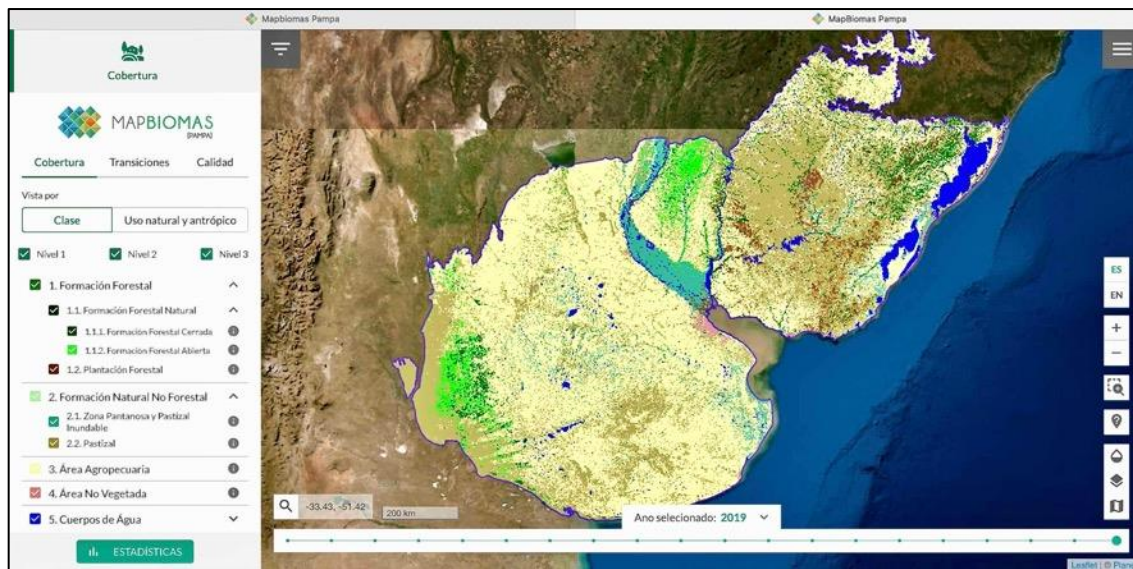 Mapbiomas Pampa
MapBiomas Pampa
Cobertura
MAPBIOMAS
[PAMPA]
Cobertura Transiciones Calidad
Vista por
Clase Uso natural y antrópico
Nivel 1 Nivel 2 Nivel 3
1. Formación Forestal
1.1. Formación Forestal Natural
1.1.1. Formación Forestal Cerrada
1.1.2. Formación Forestal Abierta
1.2. Plantación Forestal
2. Formación Natural No Forestal
2.1. Zona Pantanosa y Pastizal
Inundable
2.2. Pastizal
3. Área Agropecuaria
4. Área No Vegetada
5. Cuerpos de Água
ESTADÍSTICAS
ES
EN
-33.43, -51.42
200 km
Ano selecionado: 2019
Leaflet | © Plane